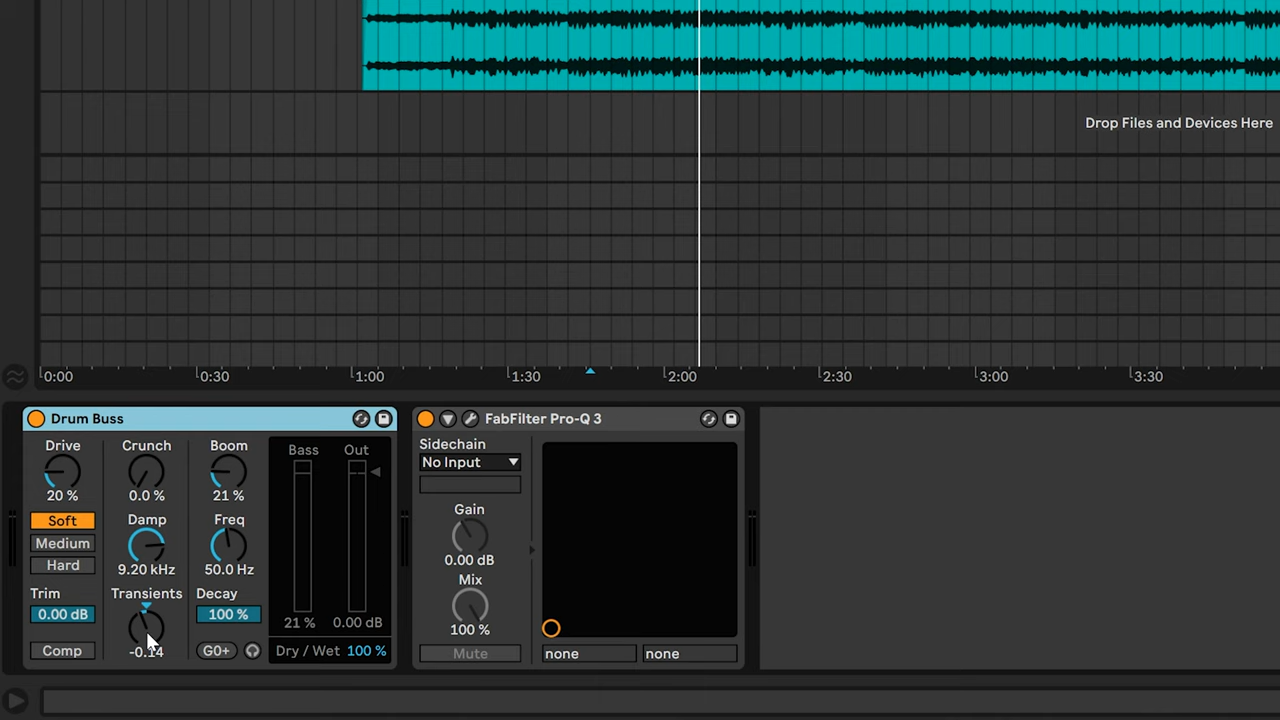 Drop Files and Devices Here
0:00 0:30 1:00 1:30 2:00 2:30 3:00 3:30
Drum Buss
FabFilter Pro-Q 3
Drive Crunch Boom
20 % 0.0 % 21 %
Soft Damp Freq
Medium
Hard 9.20 kHz 50.0 Hz
Trim Transients Decay
0.00 dB 100 %
Comp -0.14 G0+
Bass Out
21 % 0.00 dB
Dry / Wet 100 %
Sidechain
No Input
Gain
0.00 dB
Mix
100 %
Mute none none